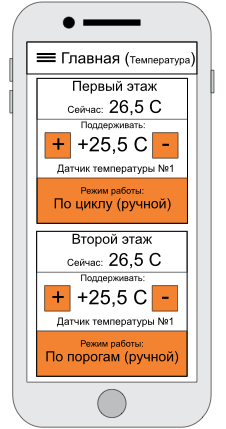 Главная (Температура)
Первый этаж
Сейчас: 26,5 С
Поддерживать:
+ +25,5 С -
Датчик температуры №1
Режим работы:
По циклу (ручной)
Второй этаж
Сейчас: 26,5 С
Поддерживать:
+ +25,5 С -
Датчик температуры №1
Режим работы:
По порогам (ручной)